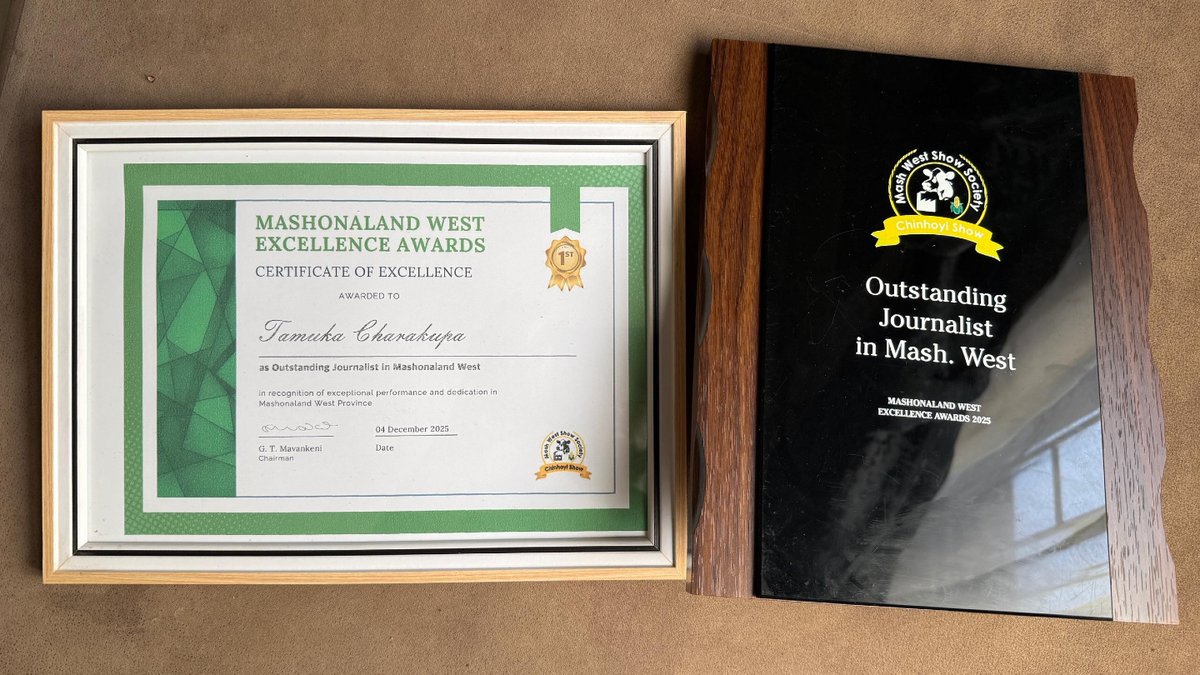 MASHONALAND WEST
EXCELLENCE AWARDS
CERTIFICATE OF EXCELLENCE
AWARDED TO
Tamuka Charakupa
as Outstanding Journalist in Mashonaland West
In recognition of exceptional performance and dedication in
Mashonaland West Province
04 December 2025
G. T. Mavankeni
Date
Chairman
1ST
Mash West Show Society
Chinhoyi Show
Mash West Show Society
Chinhoyi Show
Outstanding
Journalist
in Mash. West
MASHONALAND WEST
EXCELLENCE AWARDS 2025